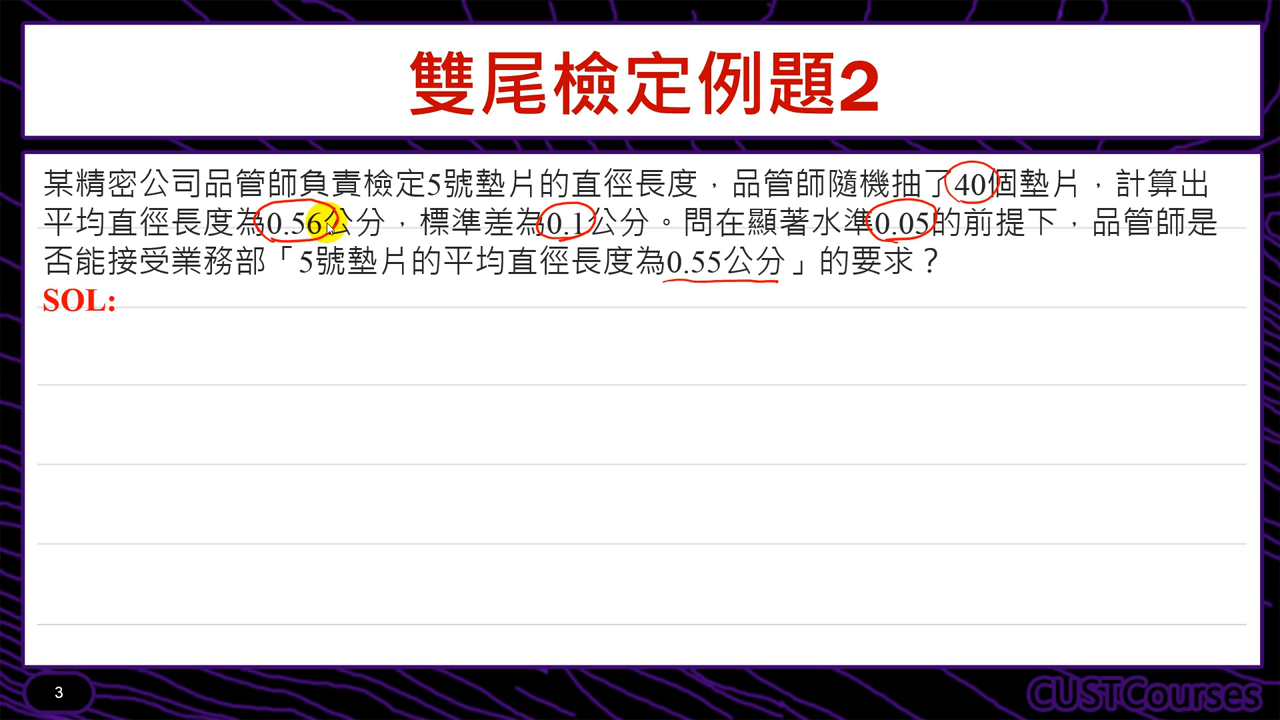 雙尾檢定例題2
某精密公司品管師負責檢定5號墊片的直徑長度，品管師隨機抽了40個墊片，計算出
平均直徑長度為0.56公分，標準差為0.1公分。問在顯著水準0.05的前提下，品管師是
否能接受業務部「5號墊片的平均直徑長度為0.55公分」的要求？
SOL:
3
CUSTCourses